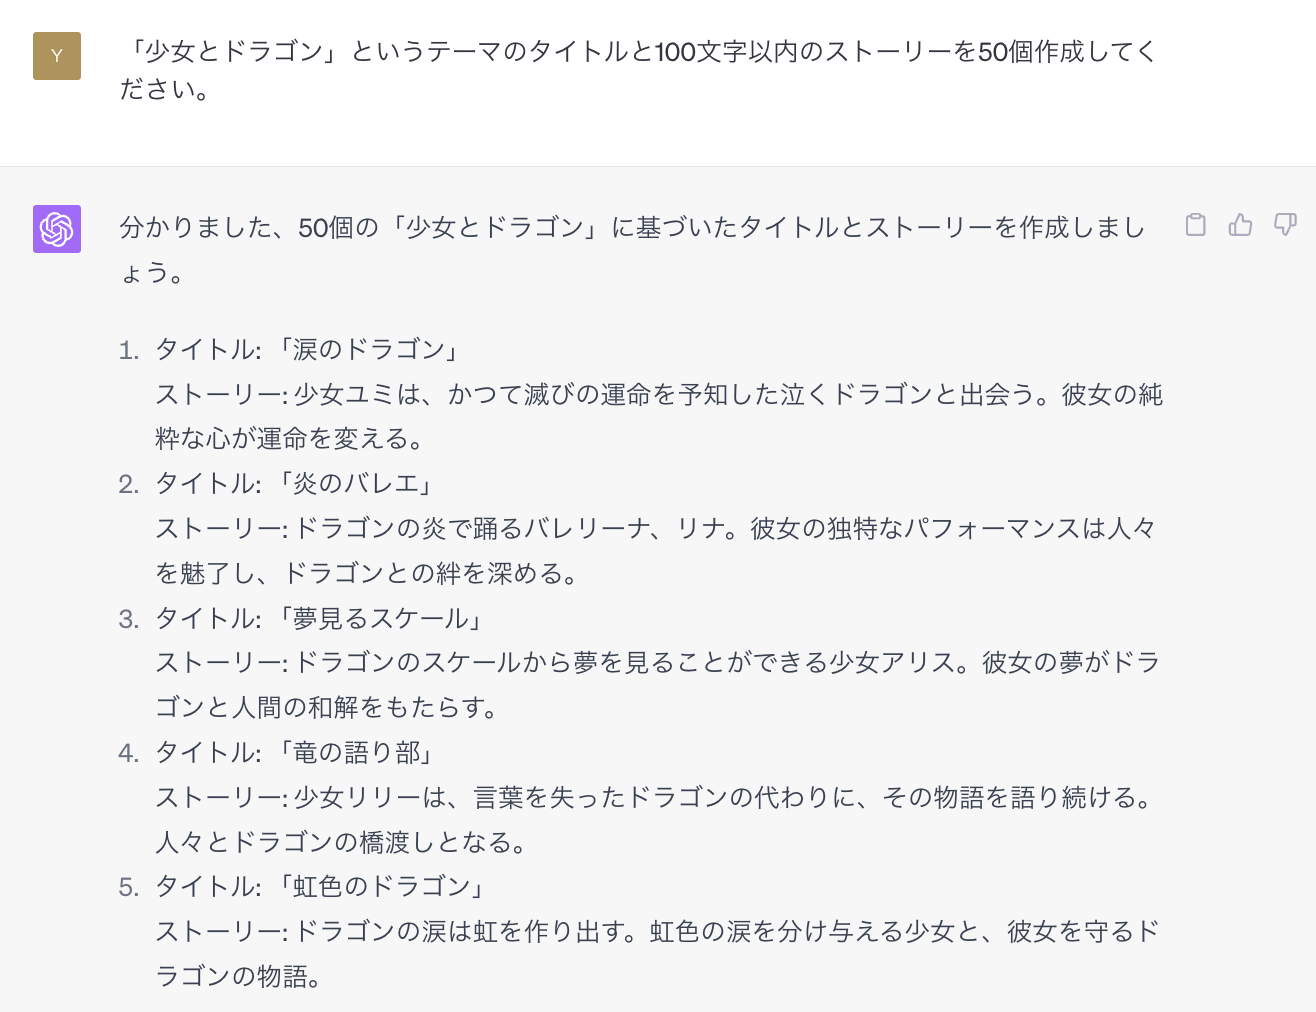 Y
「少女とドラゴン」というテーマのタイトルと100文字以内のストーリーを50個作成してく
ださい。
分かりました、50個の「少女とドラゴン」に基づいたタイトルとストーリーを作成しまし
ょう。
1. タイトル: 「涙のドラゴン」
ストーリー: 少女ユミは、かつて滅びの運命を予知した泣くドラゴンと出会う。彼女の純
粋な心が運命を変える。
2. タイトル: 「炎のバレエ」
ストーリー: ドラゴンの炎で踊るバレリーナ、リナ。彼女の独特なパフォーマンスは人々
を魅了し、ドラゴンとの絆を深める。
3. タイトル: 「夢見るスケール」
ストーリー: ドラゴンのスケールから夢を見ることができる少女アリス。彼女の夢がドラ
ゴンと人間の和解をもたらす。
4. タイトル: 「竜の語り部」
ストーリー: 少女リリーは、言葉を失ったドラゴンの代わりに、その物語を語り続ける。
人々とドラゴンの橋渡しとなる。
5. タイトル: 「虹色のドラゴン」
ストーリー: ドラゴンの涙は虹を作り出す。虹色の涙を分け与える少女と、彼女を守るド
ラゴンの物語。